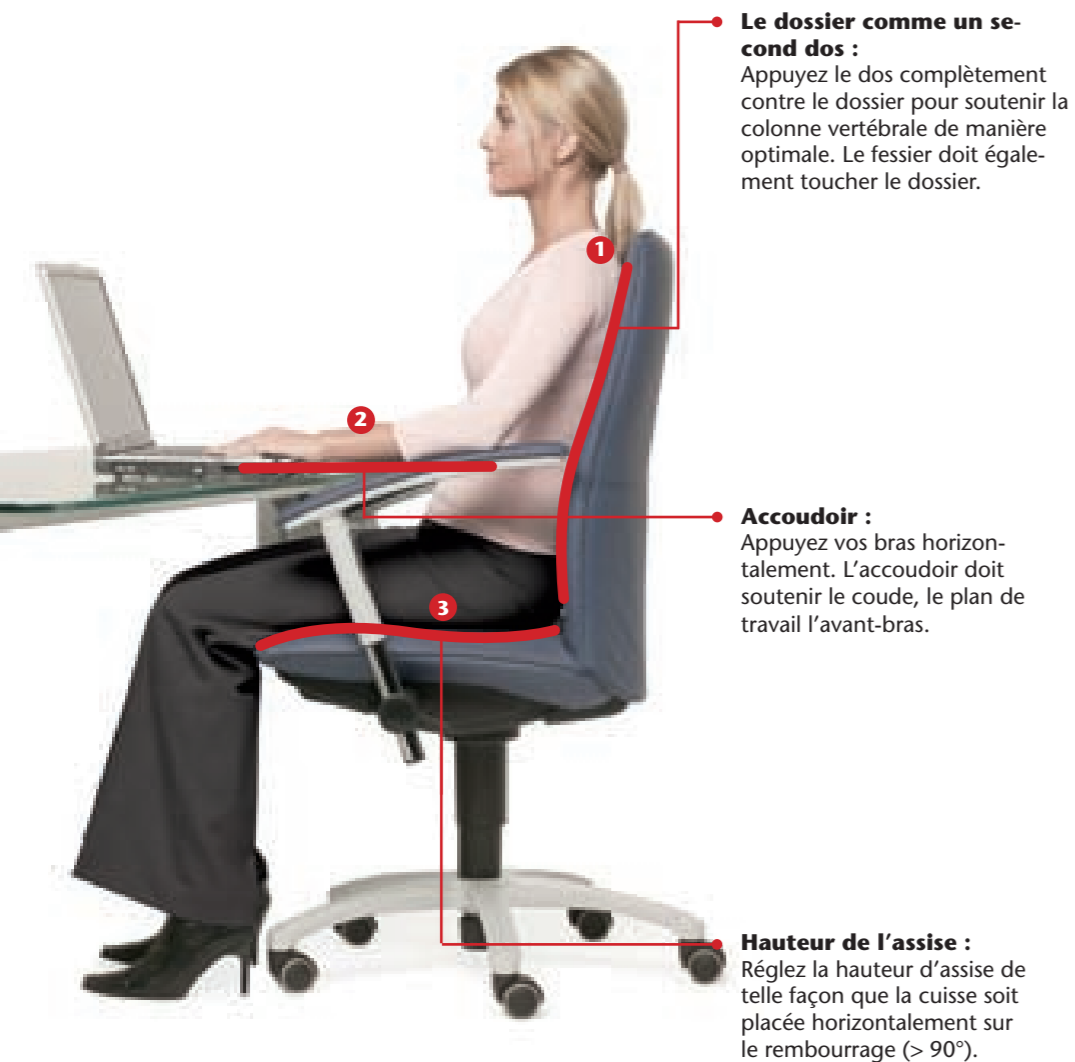 Le dossier comme un se-
cond dos :
Appuyez le dos complètement
contre le dossier pour soutenir la
colonne vertébrale de manière
optimale. Le fessier doit égale-
ment toucher le dossier.
1
2
Accoudoir :
Appuyez vos bras horizon-
talement. L’accoudoir doit
soutenir le coude, le plan de
travail l’avant-bras.
3
Hauteur de l’assise :
Réglez la hauteur d’assise de
telle façon que la cuisse soit
placée horizontalement sur
le rembourrage (> 90°).